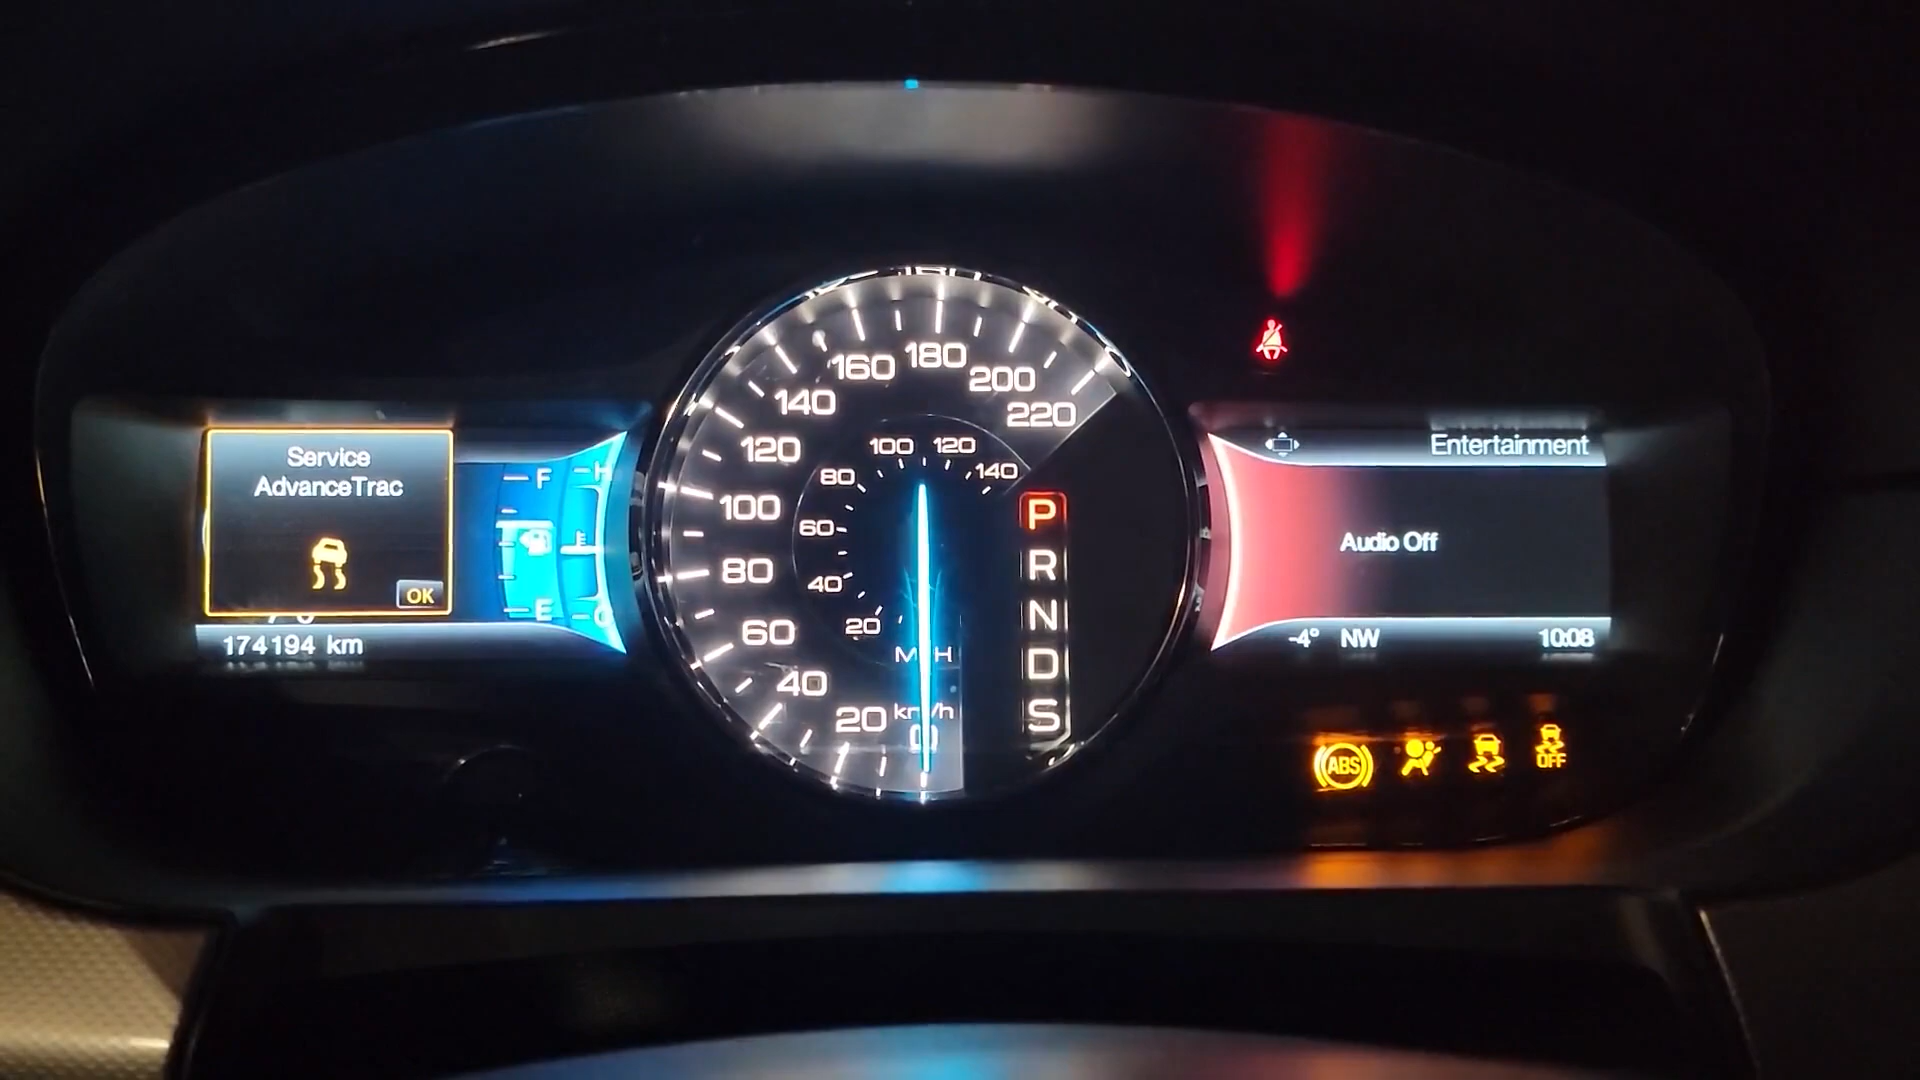 Service
AdvanceTrac
OK
174194 km
F
E
H
C
20
40
60
80
100
120
140
160
180
200
220
20
40
60
80
100
120
140
MPH
km/h
P
R
N
D
S
Entertainment
Audio Off
-4° NW 10:08
ABS
OFF